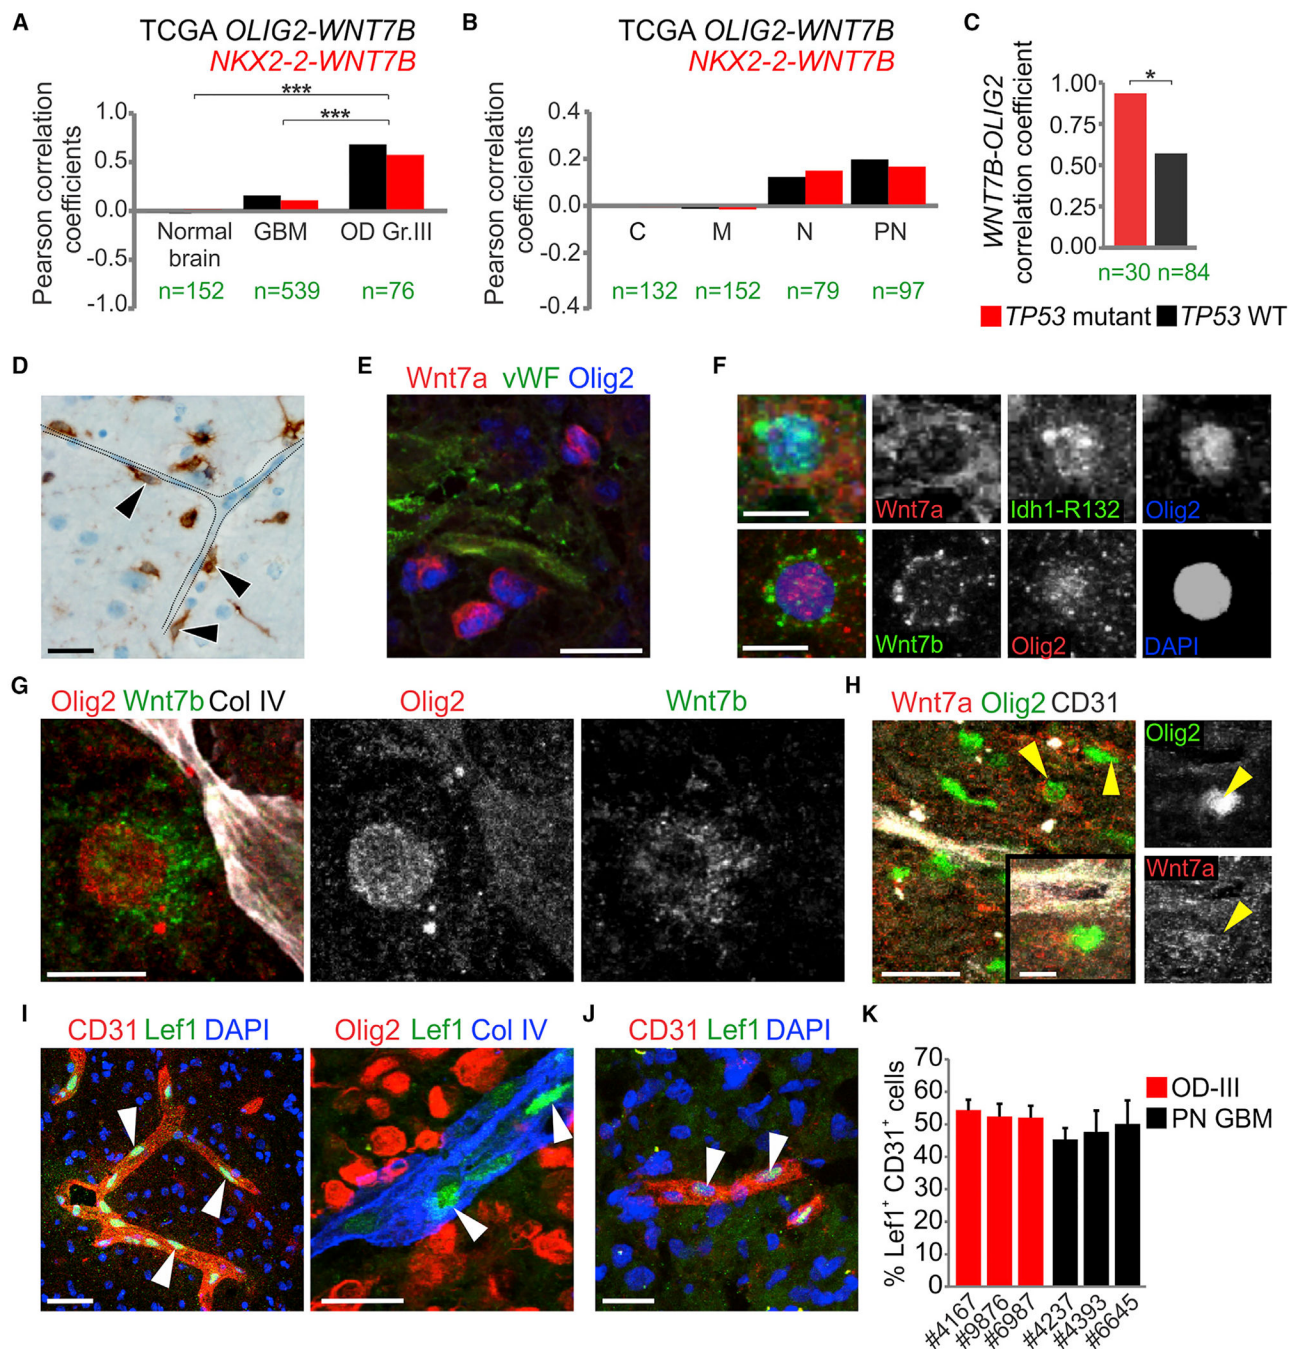 A
TCGA OLIG2-WNT7B
NKX2-2-WNT7B
Pearson correlation
coefficients
1.0
0.5
0.0
-0.5
-1.0
***
***
Normal
brain
GBM
OD Gr.III
n=152
n=539
n=76
B
TCGA OLIG2-WNT7B
NKX2-2-WNT7B
Pearson correlation
coefficients
0.4
0.2
0
-0.2
-0.4
C
M
N
PN
n=132
n=152
n=79
n=97
C
WNT7B-OLIG2
correlation coefficient
1.00
0.75
0.50
0.25
0.00
*
n=30 n=84
TP53 mutant
TP53 WT
D
E
Wnt7a vWF Olig2
F
Wnt7a
Idh1-R132
Olig2
Wnt7b
Olig2
DAPI
G
Olig2 Wnt7b Col IV
Olig2
Wnt7b
H
Wnt7a Olig2 CD31
Olig2
Wnt7a
I
CD31 Lef1 DAPI
Olig2 Lef1 Col IV
J
CD31 Lef1 DAPI
K
% Left1+ CD31+ cells
70
60
50
40
30
20
10
0
#4167
#9876
#6987
#4237
#4393
#6645
OD-III
PN GBM